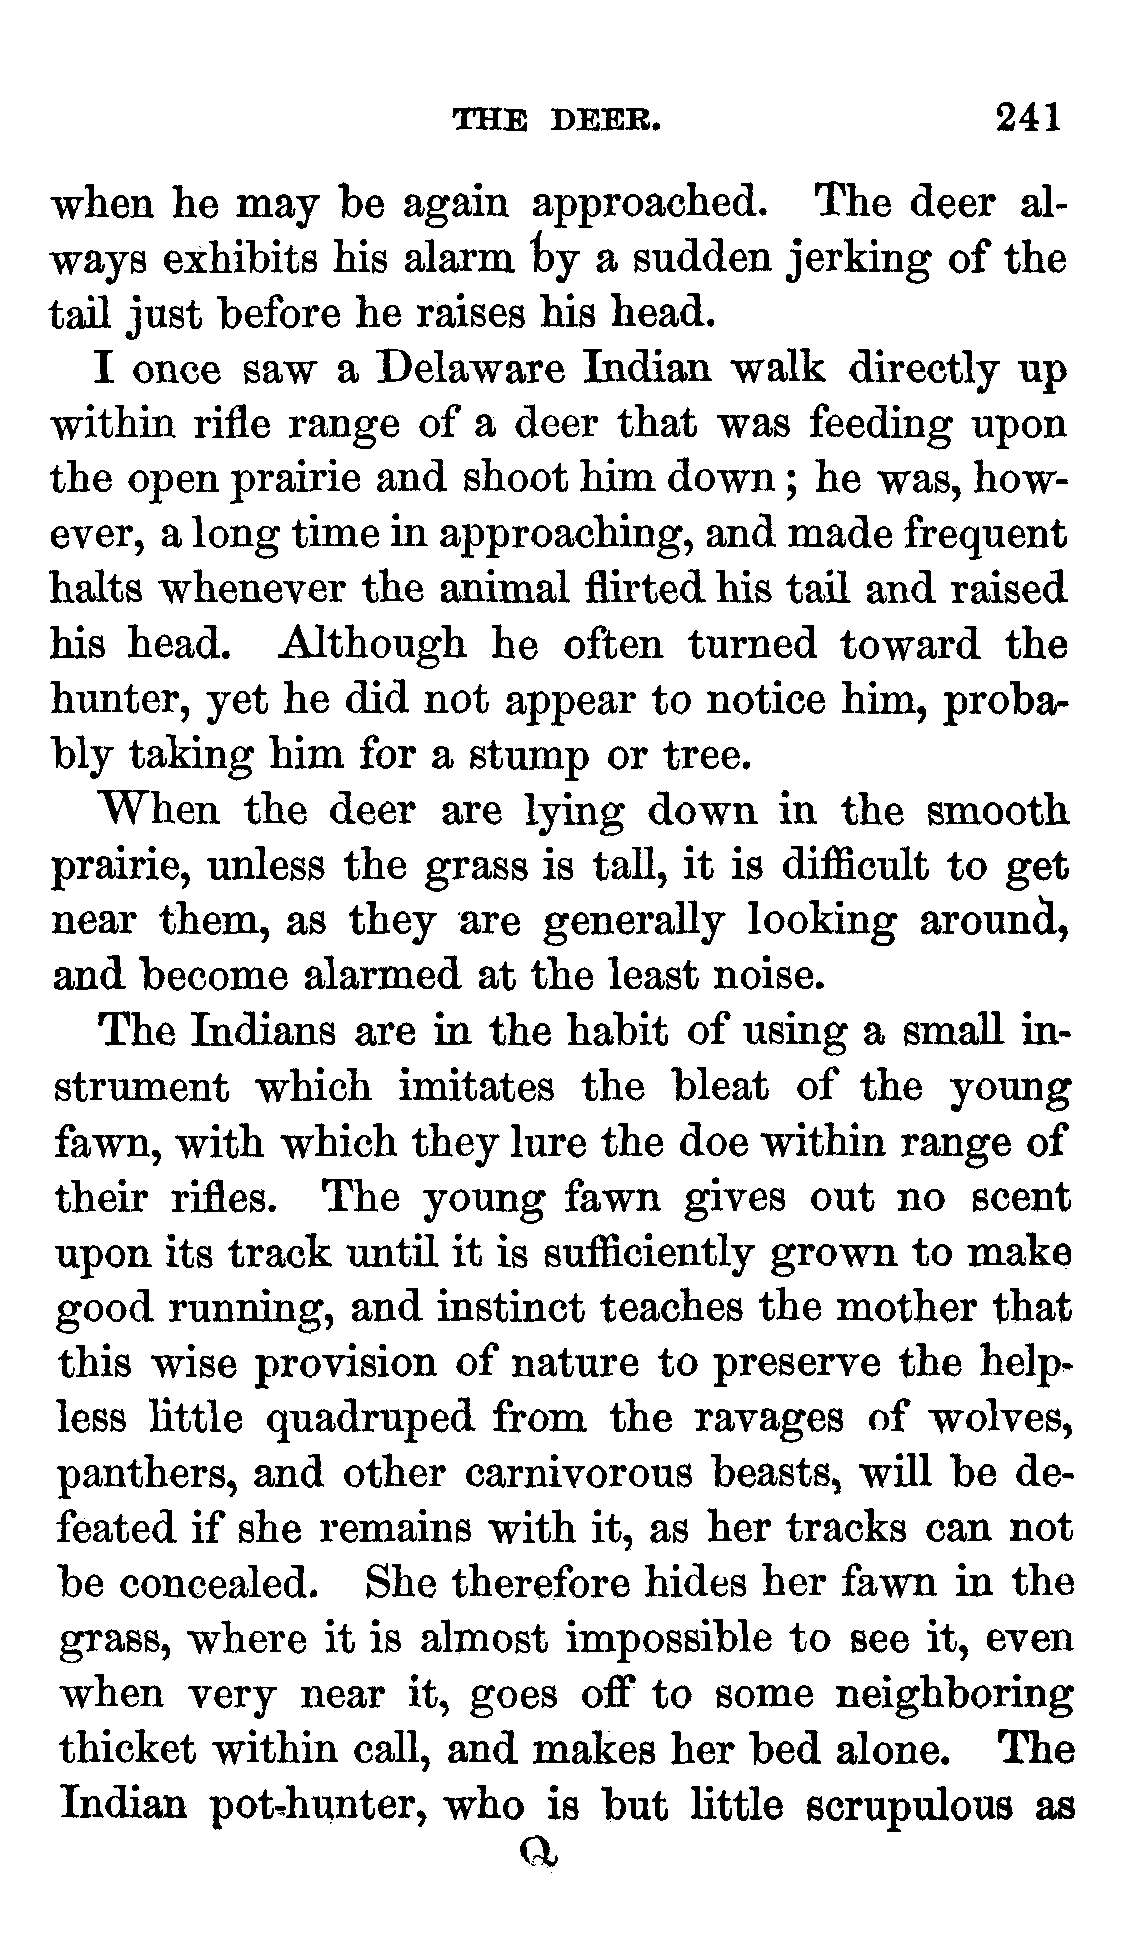 THE DEER. 241
when he may be again approached. The deer al-
ways exhibits his alarm by a sudden jerking of the
tail just before he raises his head.
I once saw a Delaware Indian walk directly up
within rifle range of a deer that was feeding upon
the open prairie and shoot him down; he was, how-
ever, a long time in approaching, and made frequent
halts whenever the animal flirted his tail and raised
his head. Although he often turned toward the
hunter, yet he did not appear to notice him, proba-
bly taking him for a stump or tree.
When the deer are lying down in the smooth
prairie, unless the grass is tall, it is difficult to get
near them, as they are generally looking around,
and become alarmed at the least noise.
The Indians are in the habit of using a small in-
strument which imitates the bleat of the young
fawn, with which they lure the doe within range of
their rifles. The young fawn gives out no scent
upon its track until it is sufficiently grown to make
good running, and instinct teaches the mother that
this wise provision of nature to preserve the help-
less little quadruped from the ravages of wolves,
panthers, and other carnivorous beasts, will be de-
feated if she remains with it, as her tracks can not
be concealed. She therefore hides her fawn in the
grass, where it is almost impossible to see it, even
when very near it, goes off to some neighboring
thicket within call, and makes her bed alone. The
Indian pot-hunter, who is but little scrupulous as
Q